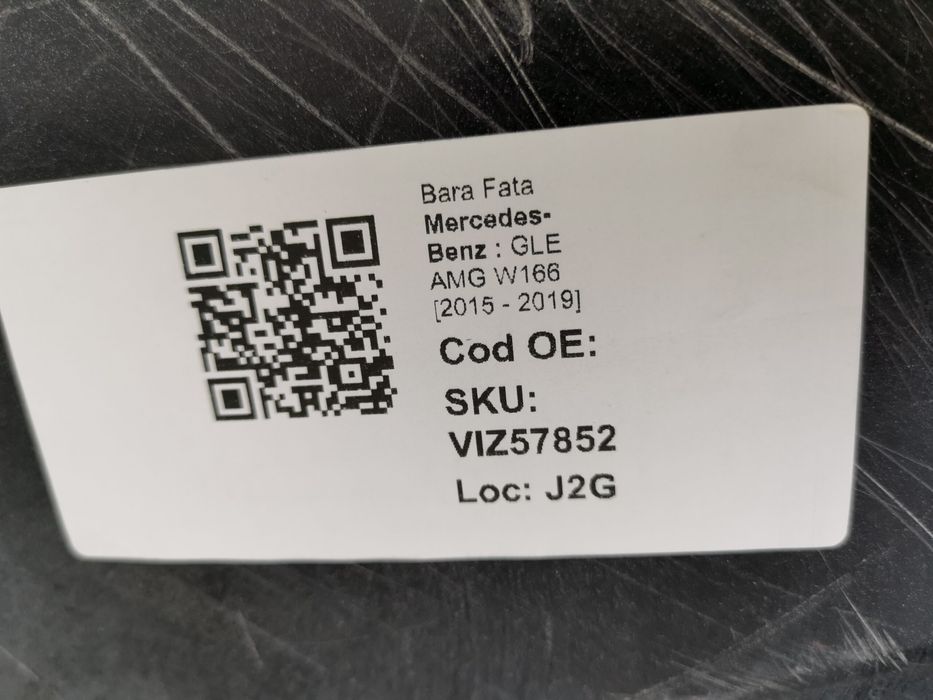 Bara Fata
Mercedes-
Benz : GLE
AMG W166
[2015 - 2019]
Cod OE:
SKU:
VIZ57852
Loc: J2G